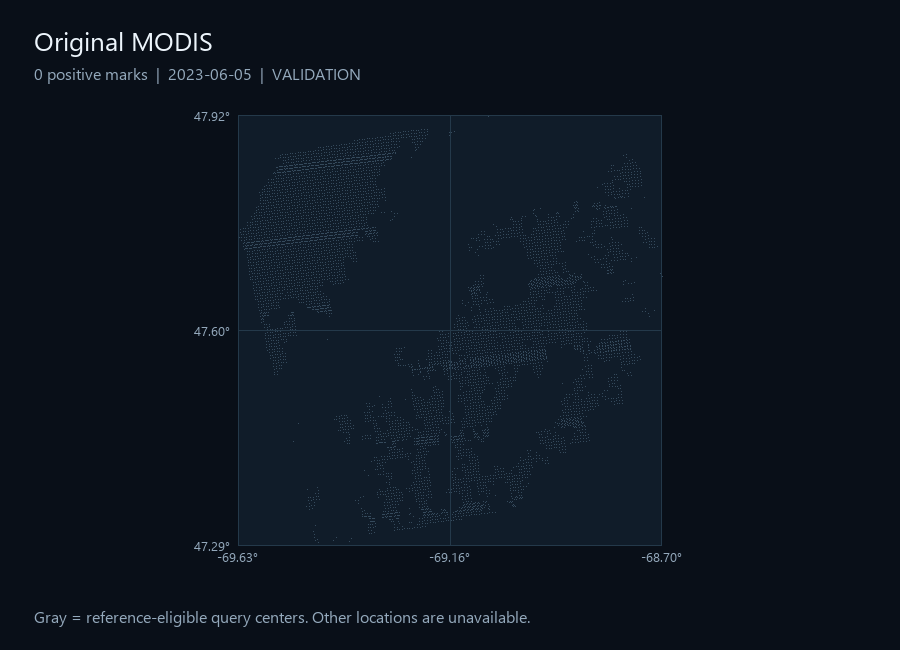 Original MODIS
0 positive marks | 2023-06-05 | VALIDATION
47.92°
47.60°
47.29°
-69.63° -69.16° -68.70°
Gray = reference-eligible query centers. Other locations are unavailable.